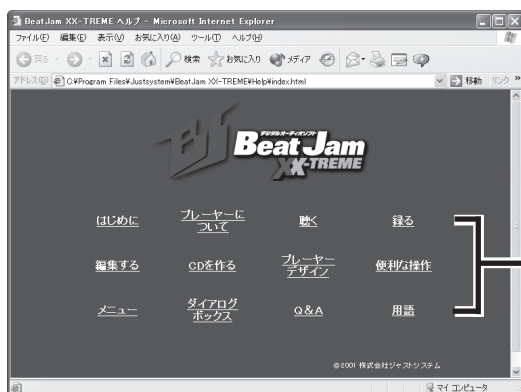 BeatJam XX-TREME ヘルプ - Microsoft Internet Explorer
ファイル(F) 編集(E) 表示(V) お気に入り(A) ツール(T) ヘルプ(H)
戻る 検索 お気に入り メディア
アドレス(D) C:¥Program Files¥Justsystem¥BeatJam XX-TREME¥Help¥index.html 移動 リンク »
デジタルオーディオソフト
Beat Jam
XX-TREME
はじめに プレーヤーに 聴く 録る
ついて
編集する CDを作る プレーヤー 便利な操作
デザイン
メニュー ダイアログ Q&A 用語
ボックス
©2001 株式会社ジャストシステム
マイ コンピュータ